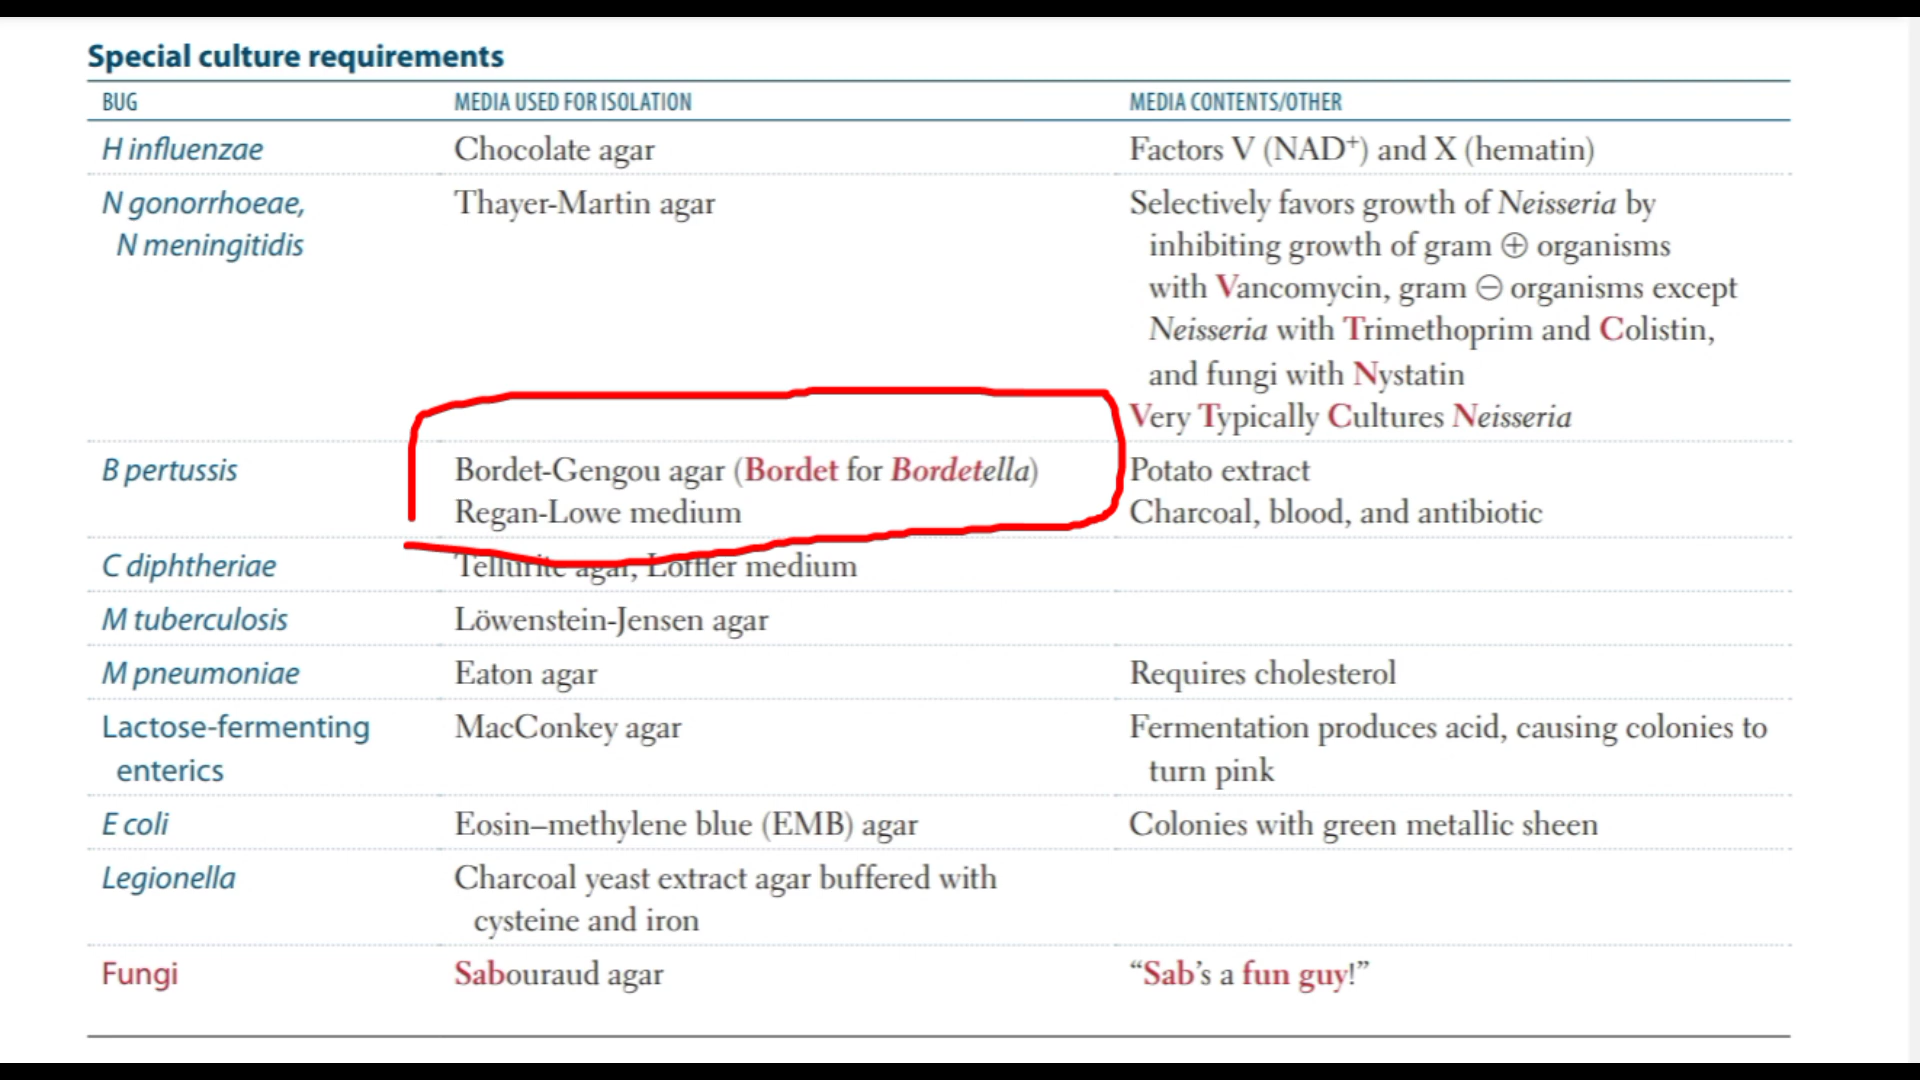 Special culture requirements
BUG MEDIA USED FOR ISOLATION MEDIA CONTENTS/OTHER
H influenzae Chocolate agar Factors V (NAD⁺) and X (hematin)
N gonorrhoeae, Thayer-Martin agar Selectively favors growth of Neisseria by
N meningitidis inhibiting growth of gram ⊕ organisms
with Vancomycin, gram ⊖ organisms except
Neisseria with Trimethoprim and Colistin,
and fungi with Nystatin
Very Typically Cultures Neisseria
B pertussis Bordet-Gengou agar (Bordet for Bordetella) Potato extract
Regan-Lowe medium Charcoal, blood, and antibiotic
C diphtheriae Tellurite agar, Löffler medium
M tuberculosis Löwenstein-Jensen agar
M pneumoniae Eaton agar Requires cholesterol
Lactose-fermenting MacConkey agar Fermentation produces acid, causing colonies to
enterics turn pink
E coli Eosin–methylene blue (EMB) agar Colonies with green metallic sheen
Legionella Charcoal yeast extract agar buffered with
cysteine and iron
Fungi Sabouraud agar “Sab’s a fun guy!”